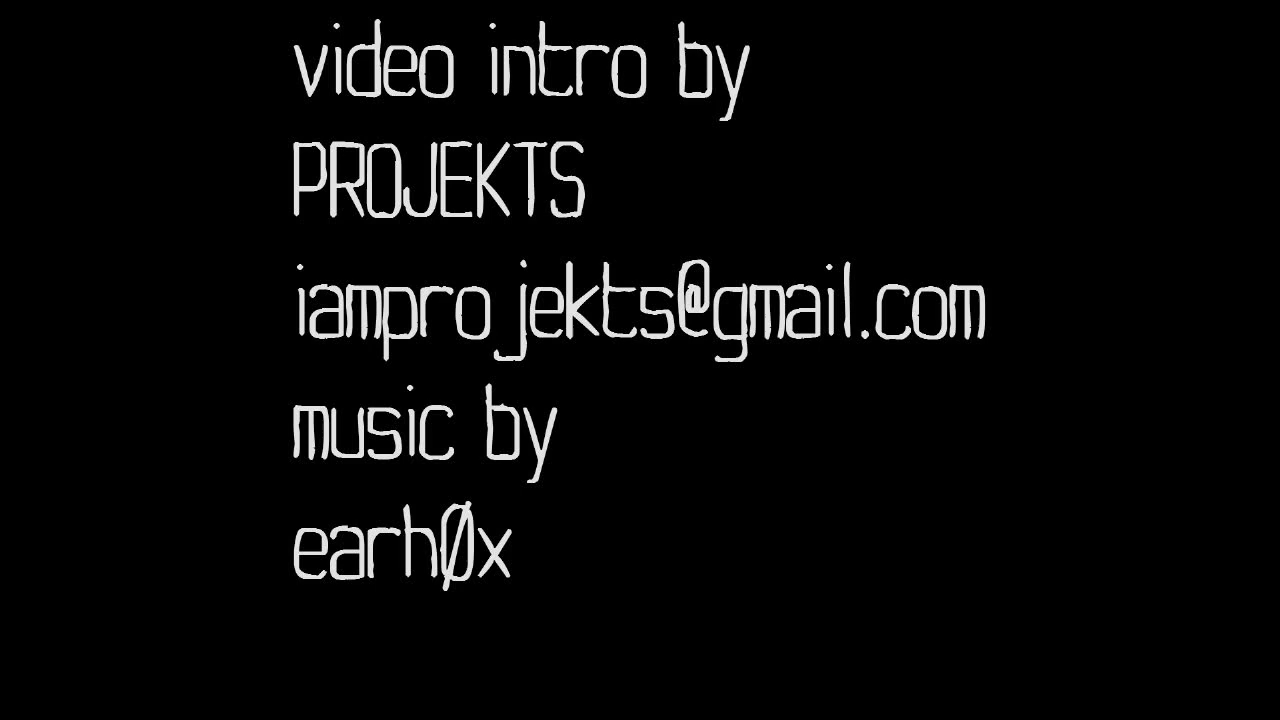 video intro by
PROJEKTS
iamprojekts@gmail.com
music by
earh0x